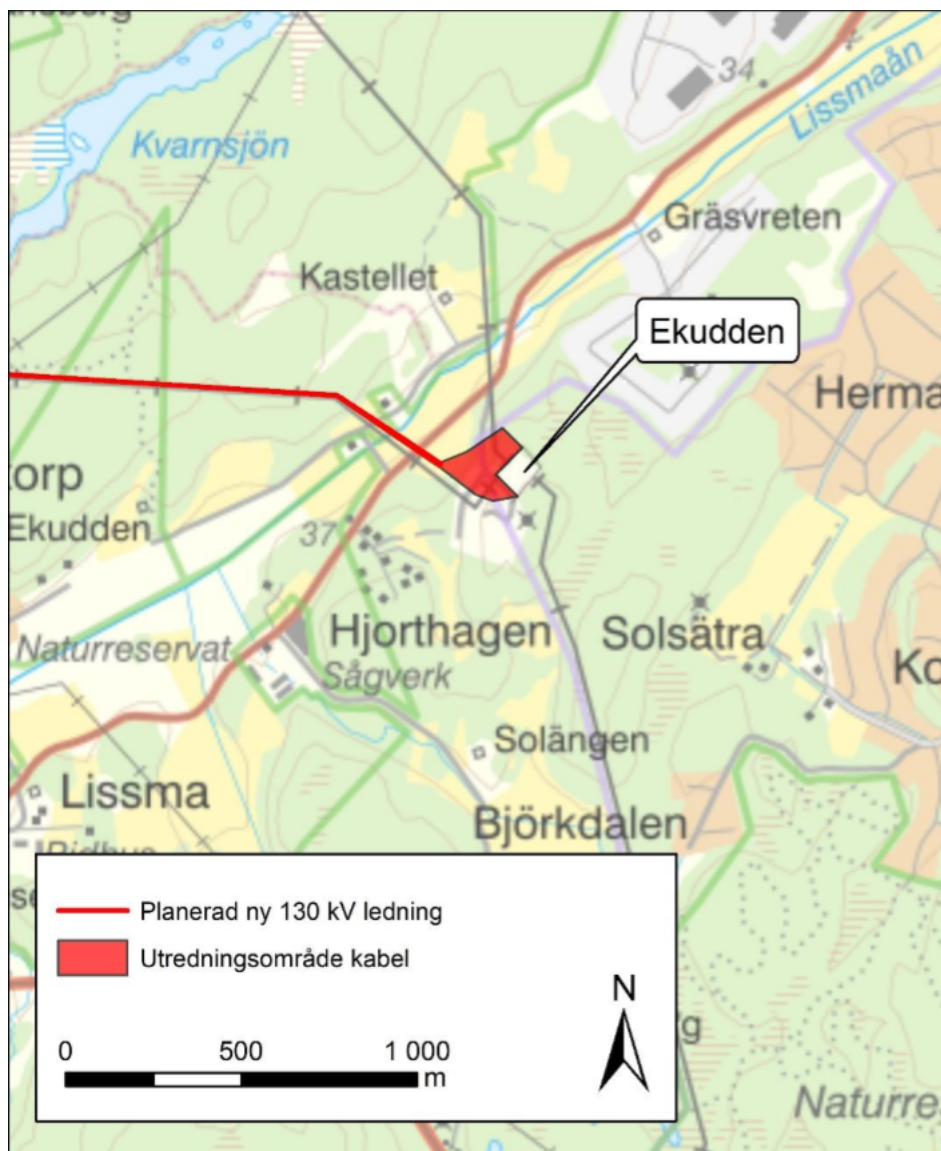 Kvarnsjön
34
Lissmaån
Gräsvreten
Kastellet
Ekudden
Herma
torp
Ekudden
37
Hjorthagen
Solsätra
Ko
Naturreservat
Sågverk
Solängen
Lissma
Björkdalen
Ridhus
Planerad ny 130 kV ledning
Utredningsområde kabel
N
0 500 1 000
m
g
Naturre